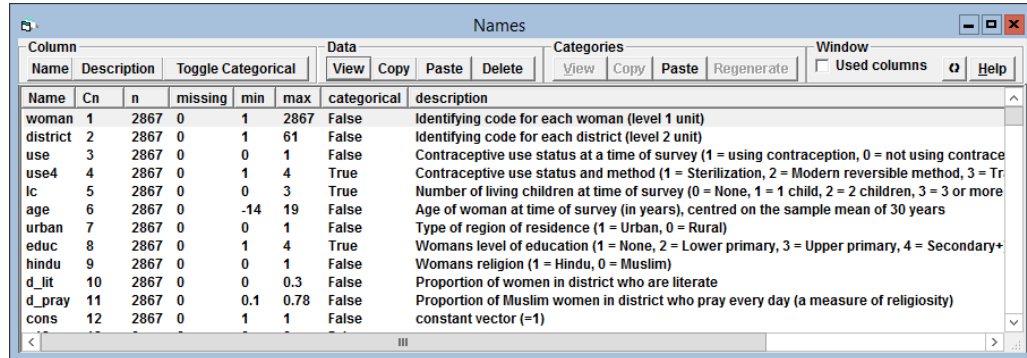 Names
Column Data Categories Window
Name Description Toggle Categorical View Copy Paste Delete View Copy Paste Regenerate Used columns Help
Name Cn n missing min max categorical description
woman 1 2867 0 1 2867 False Identifying code for each woman (level 1 unit)
district 2 2867 0 1 61 False Identifying code for each district (level 2 unit)
use 3 2867 0 0 1 False Contraceptive use status at a time of survey (1 = using contraception, 0 = not using contrace
use4 4 2867 0 1 4 True Contraceptive use status and method (1 = Sterilization, 2 = Modern reversible method, 3 = Tr
lc 5 2867 0 0 3 True Number of living children at time of survey (0 = None, 1 = 1 child, 2 = 2 children, 3 = 3 or more
age 6 2867 0 -14 19 False Age of woman at time of survey (in years), centred on the sample mean of 30 years
urban 7 2867 0 0 1 False Type of region of residence (1 = Urban, 0 = Rural)
educ 8 2867 0 1 4 True Womans level of education (1 = None, 2 = Lower primary, 3 = Upper primary, 4 = Secondary+
hindu 9 2867 0 0 1 False Womans religion (1 = Hindu, 0 = Muslim)
d_lit 10 2867 0 0 0.3 False Proportion of women in district who are literate
d_pray 11 2867 0 0.1 0.78 False Proportion of Muslim women in district who pray every day (a measure of religiosity)
cons 12 2867 0 1 1 False constant vector (=1)